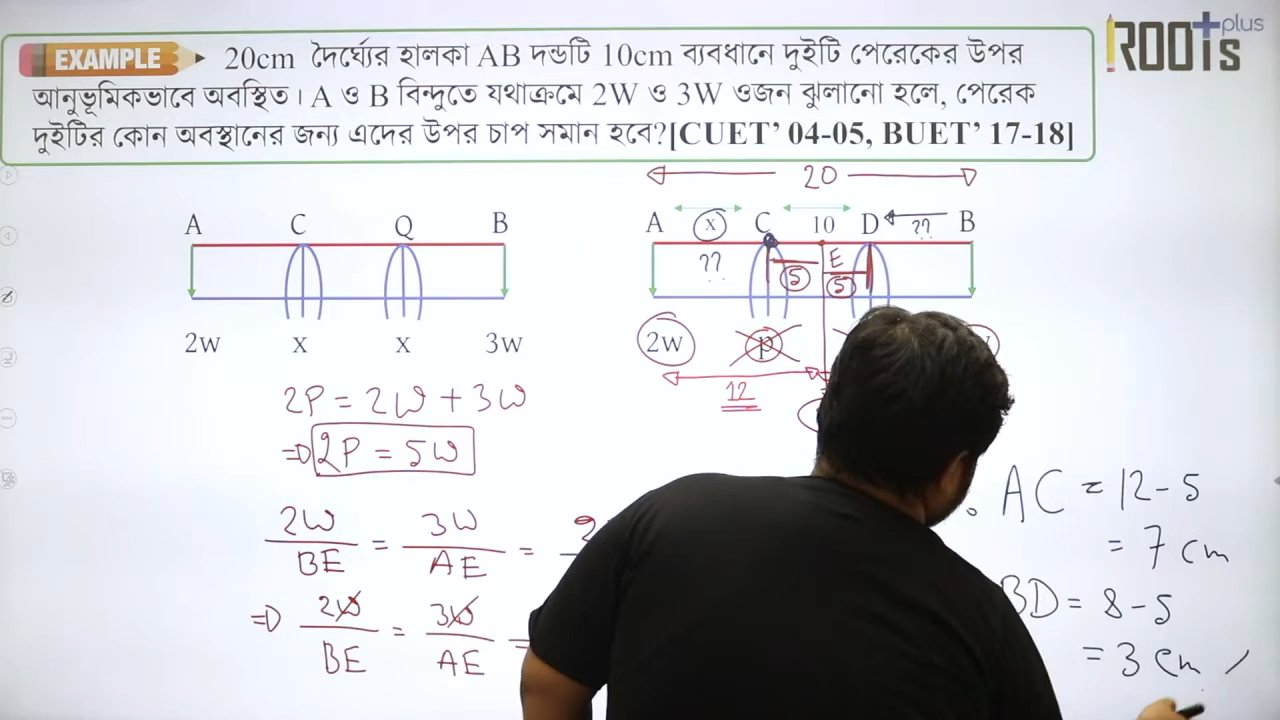 ROOTs plus
EXAMPLE 20cm দৈর্ঘ্যের হালকা AB দন্ডটি 10cm ব্যবধানে দুইটি পেরেকের উপর
আনুভূমিকভাবে অবস্থিত। A ও B বিন্দুতে যথাক্রমে 2W ও 3W ওজন ঝুলানো হলে, পেরেক
দুইটির কোন অবস্থানের জন্য এদের উপর চাপ সমান হবে?[CUET' 04-05, BUET' 17-18]
20
A C Q B
A x C 10 D ?? B
?? 5 E 5
2w x x 3w
2w p
12
2P = 2W + 3W
⇒ 2P = 5W
2W/BE = 3W/AE =
⇒ 2W/BE = 3W/AE =
AC = 12 - 5
= 7 cm
BD = 8 - 5
= 3 cm